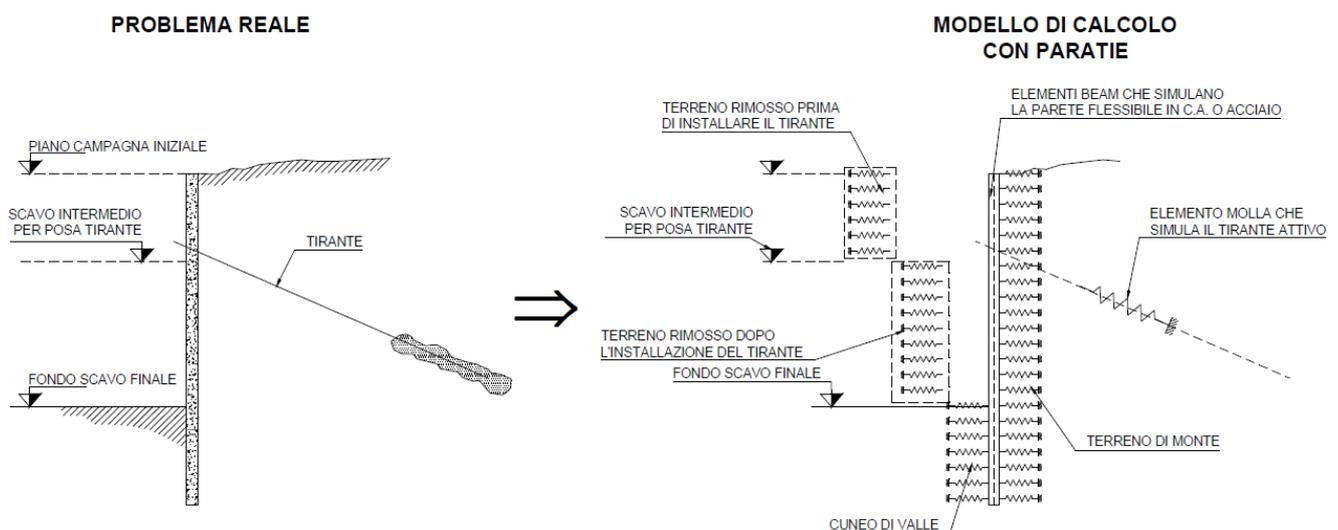 PROBLEMA REALE
PIANO CAMPAGNA INIZIALE
SCAVO INTERMEDIO
PER POSA TIRANTE
TIRANTE
FONDO SCAVO FINALE
MODELLO DI CALCOLO
CON PARATIE
TERRENO RIMOSSO PRIMA
DI INSTALLARE IL TIRANTE
ELEMENTI BEAM CHE SIMULANO
LA PARETE FLESSIBILE IN C.A. O ACCIAIO
SCAVO INTERMEDIO
PER POSA TIRANTE
ELEMENTO MOLLA CHE
SIMULA IL TIRANTE ATTIVO
TERRENO RIMOSSO DOPO
L'INSTALLAZIONE DEL TIRANTE
FONDO SCAVO FINALE
TERRENO DI MONTE
CUNEO DI VALLE